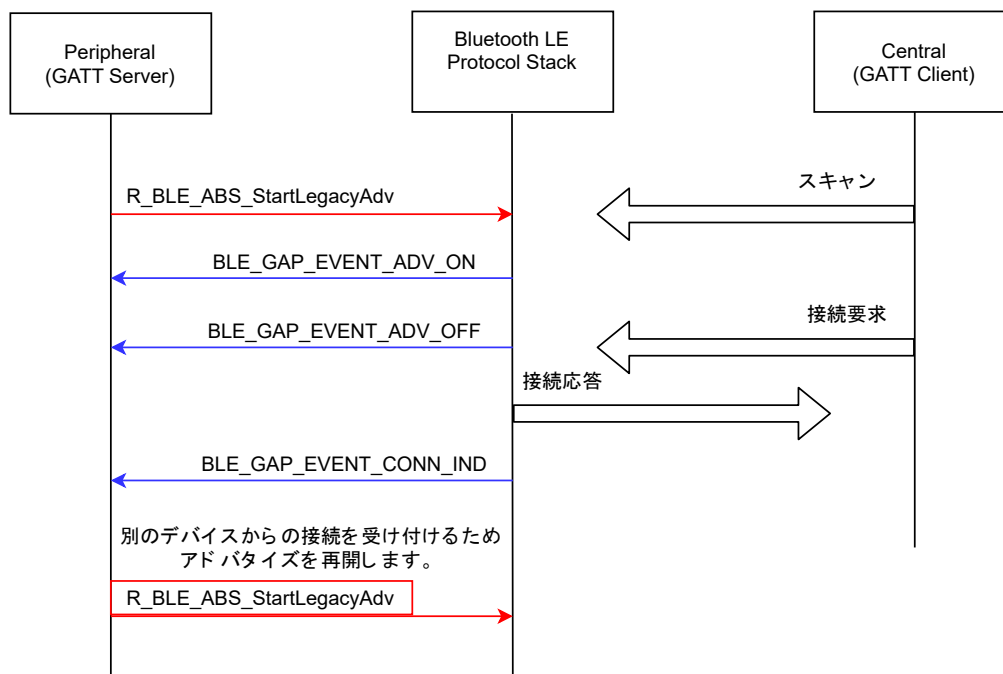 Peripheral
(GATT Server)
Bluetooth LE
Protocol Stack
Central
(GATT Client)
スキャン
R_BLE_ABS_StartLegacyAdv
BLE_GAP_EVENT_ADV_ON
接続要求
BLE_GAP_EVENT_ADV_OFF
接続応答
BLE_GAP_EVENT_CONN_IND
別のデバイスからの接続を受け付けるため
アドバタイズを再開します。
R_BLE_ABS_StartLegacyAdv